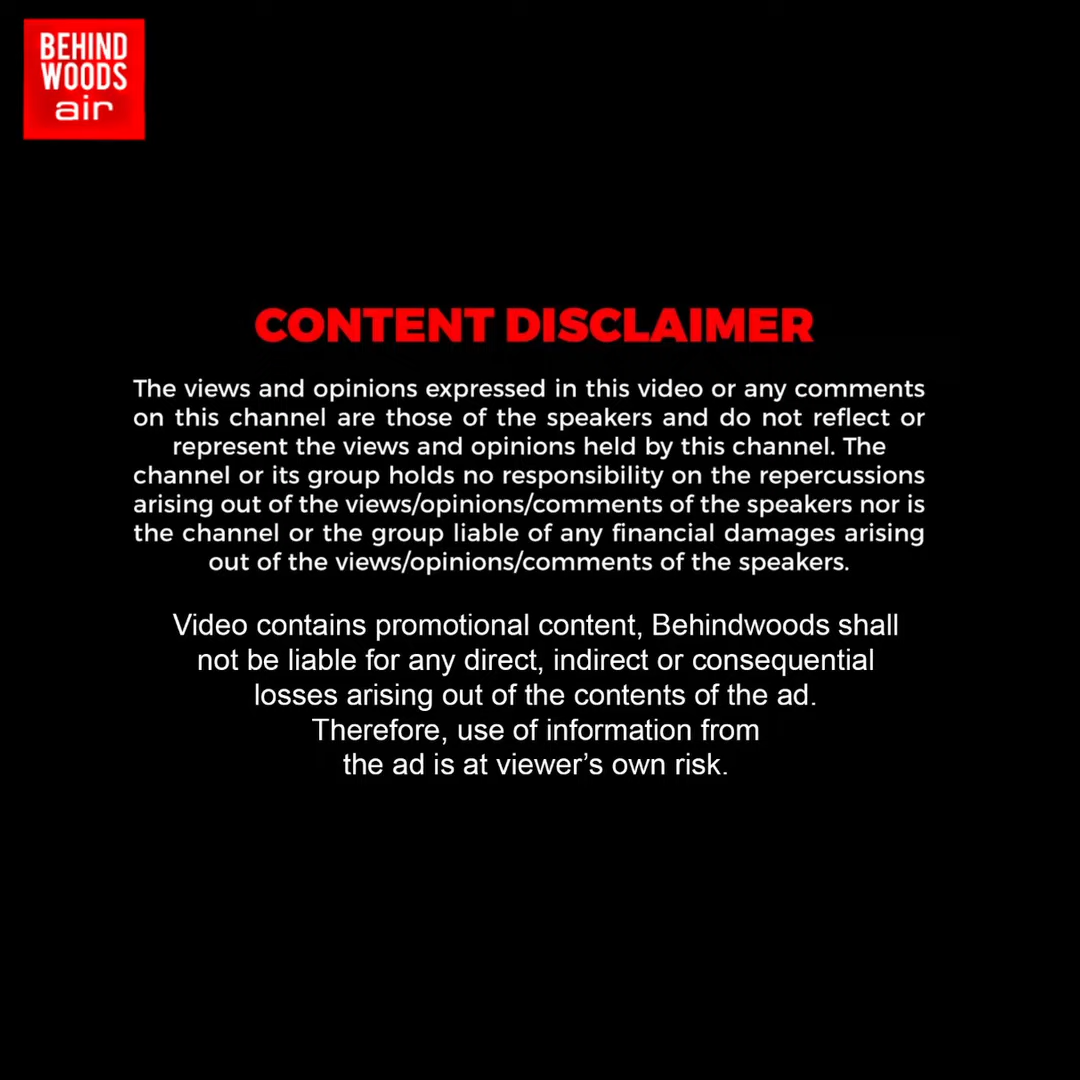 BEHIND
WOODS
air
CONTENT DISCLAIMER
The views and opinions expressed in this video or any comments
on this channel are those of the speakers and do not reflect or
represent the views and opinions held by this channel. The
channel or its group holds no responsibility on the repercussions
arising out of the views/opinions/comments of the speakers nor is
the channel or the group liable of any financial damages arising
out of the views/opinions/comments of the speakers.
Video contains promotional content, Behindwoods shall
not be liable for any direct, indirect or consequential
losses arising out of the contents of the ad.
Therefore, use of information from
the ad is at viewer’s own risk.